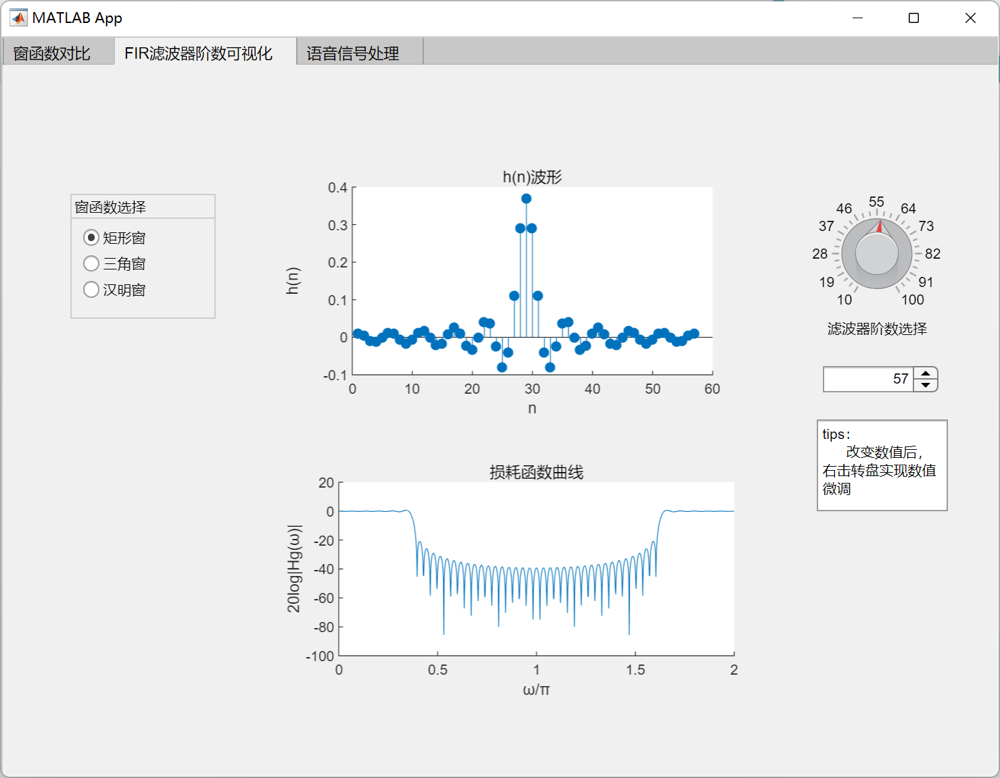 MATLAB App
窗函数对比
FIR滤波器阶数可视化
语音信号处理
窗函数选择
矩形窗
三角窗
汉明窗
h(n)波形
0.4
0.3
0.2
0.1
0
-0.1
h(n)
0 10 20 30 40 50 60
n
损耗函数曲线
20
0
-20
-40
-60
-80
-100
20log|Hg(ω)|
0 0.5 1 1.5 2
ω/π
10 19 28 37 46 55 64 73 82 91 100
滤波器阶数选择
57
tips：
改变数值后，
右击转盘实现数值
微调